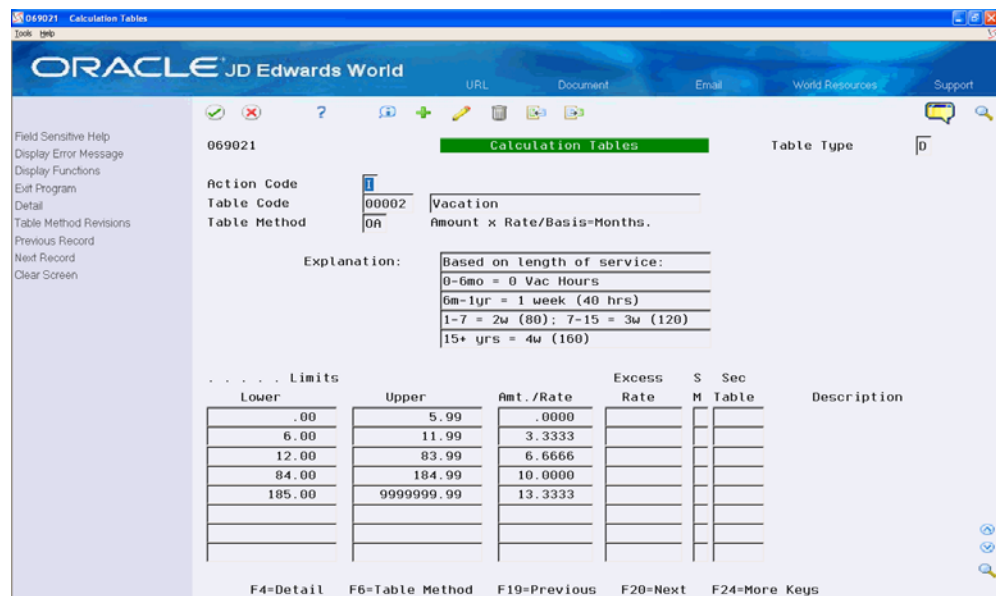 069021 Calculation Tables
Tools Help
ORACLE JD Edwards World
URL Document Email World Resources Support
?
Field Sensitive Help
Display Error Message
Display Functions
Exit Program
Detail
Table Method Revisions
Previous Record
Next Record
Clear Screen
069021 Calculation Tables Table Type D
Action Code I
Table Code 00002 Vacation
Table Method OA Amount x Rate/Basis=Months.
Explanation: Based on length of service:
0-6mo = 0 Vac Hours
6m-1yr = 1 week (40 hrs)
1-7 = 2w (80); 7-15 = 3w (120)
15+ yrs = 4w (160)
. . . . . . Limits Excess S Sec
Lower Upper Amt./Rate Rate M Table Description
.00 5.99 .0000
6.00 11.99 3.3333
12.00 83.99 6.6666
84.00 184.99 10.0000
185.00 9999999.99 13.3333
F4=Detail F6=Table Method F19=Previous F20=Next F24=More Keys